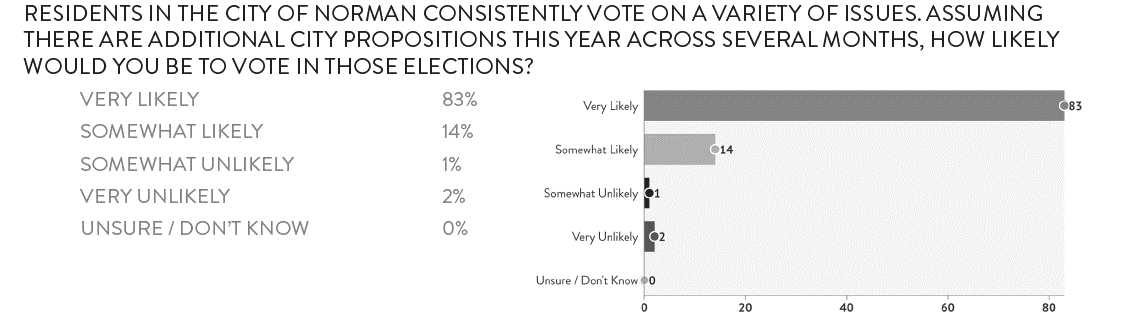 RESIDENTS IN THE CITY OF NORMAN CONSISTENTLY VOTE ON A VARIETY OF ISSUES. ASSUMING
THERE ARE ADDITIONAL CITY PROPOSITIONS THIS YEAR ACROSS SEVERAL MONTHS, HOW LIKELY
WOULD YOU BE TO VOTE IN THOSE ELECTIONS?
VERY LIKELY 83%
SOMEWHAT LIKELY 14%
SOMEWHAT UNLIKELY 1%
VERY UNLIKELY 2%
UNSURE / DON'T KNOW 0%
Very Likely 83
Somewhat Likely 14
Somewhat Unlikely 1
Very Unlikely 2
Unsure / Don't Know 0
0 20 40 60 80